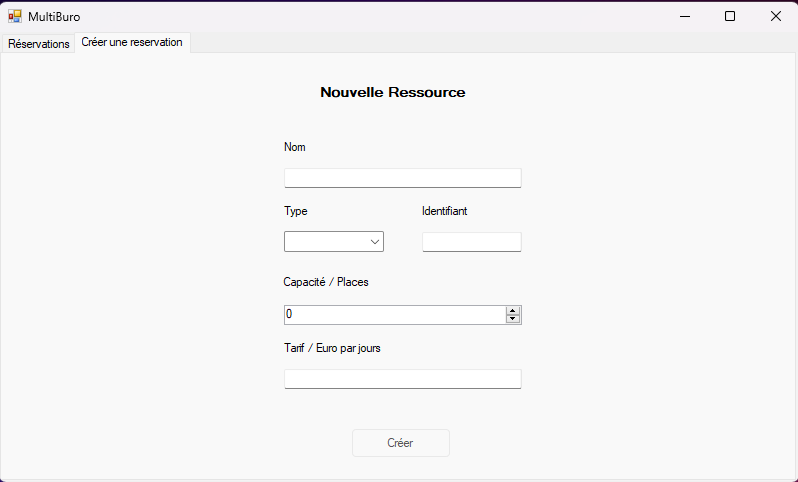 MultiBuro
Réservations Créer une reservation
Nouvelle Ressource
Nom
Type Identifiant
Capacité / Places
0
Tarif / Euro par jours
Créer